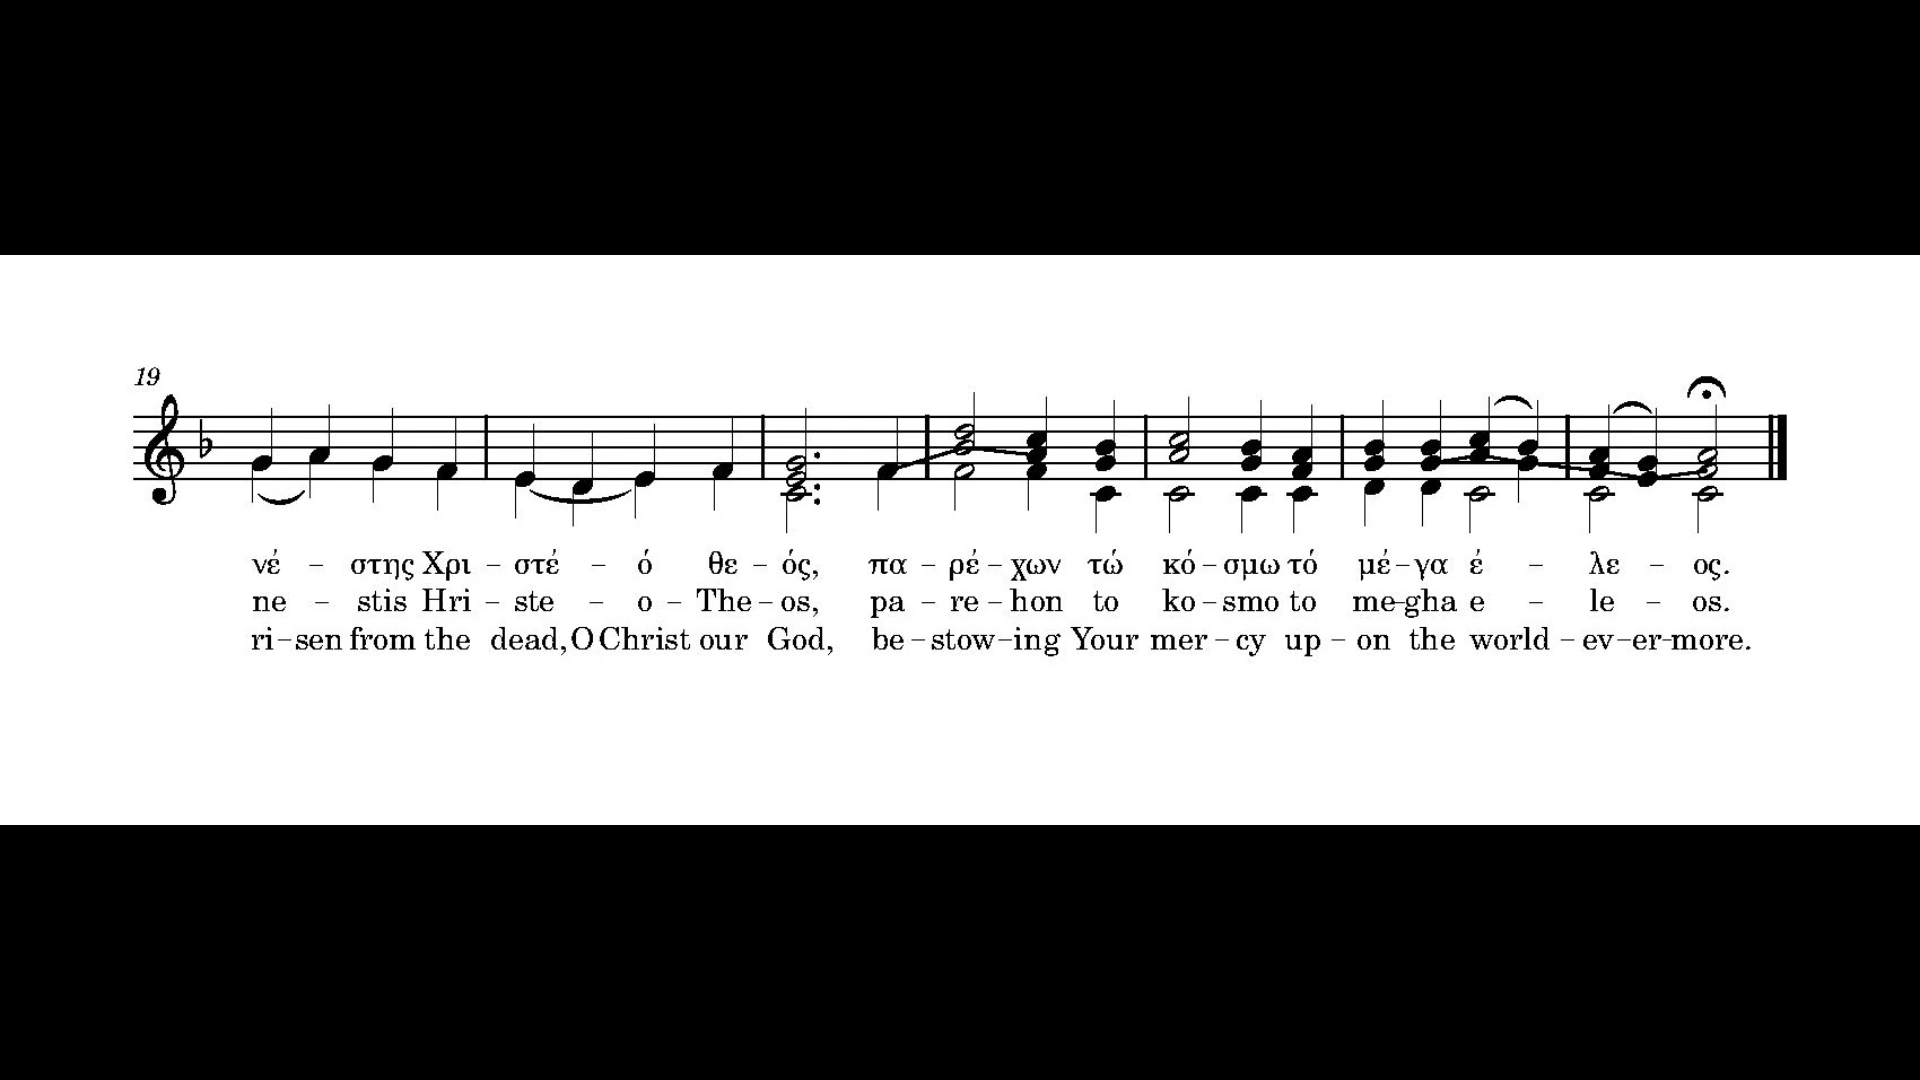 19
νέ – στης Χρι – στέ – ό θε – ός, πα – ρέ – χων τώ κό – σμω τό μέ – γα έ – λε – ος.
ne – stis Hri – ste – o – The – os, pa – re – hon to ko – smo to me – gha e – le – os.
ri – sen from the dead, O Christ our God, be – stow – ing Your mer – cy up – on the world – ev – er – more.